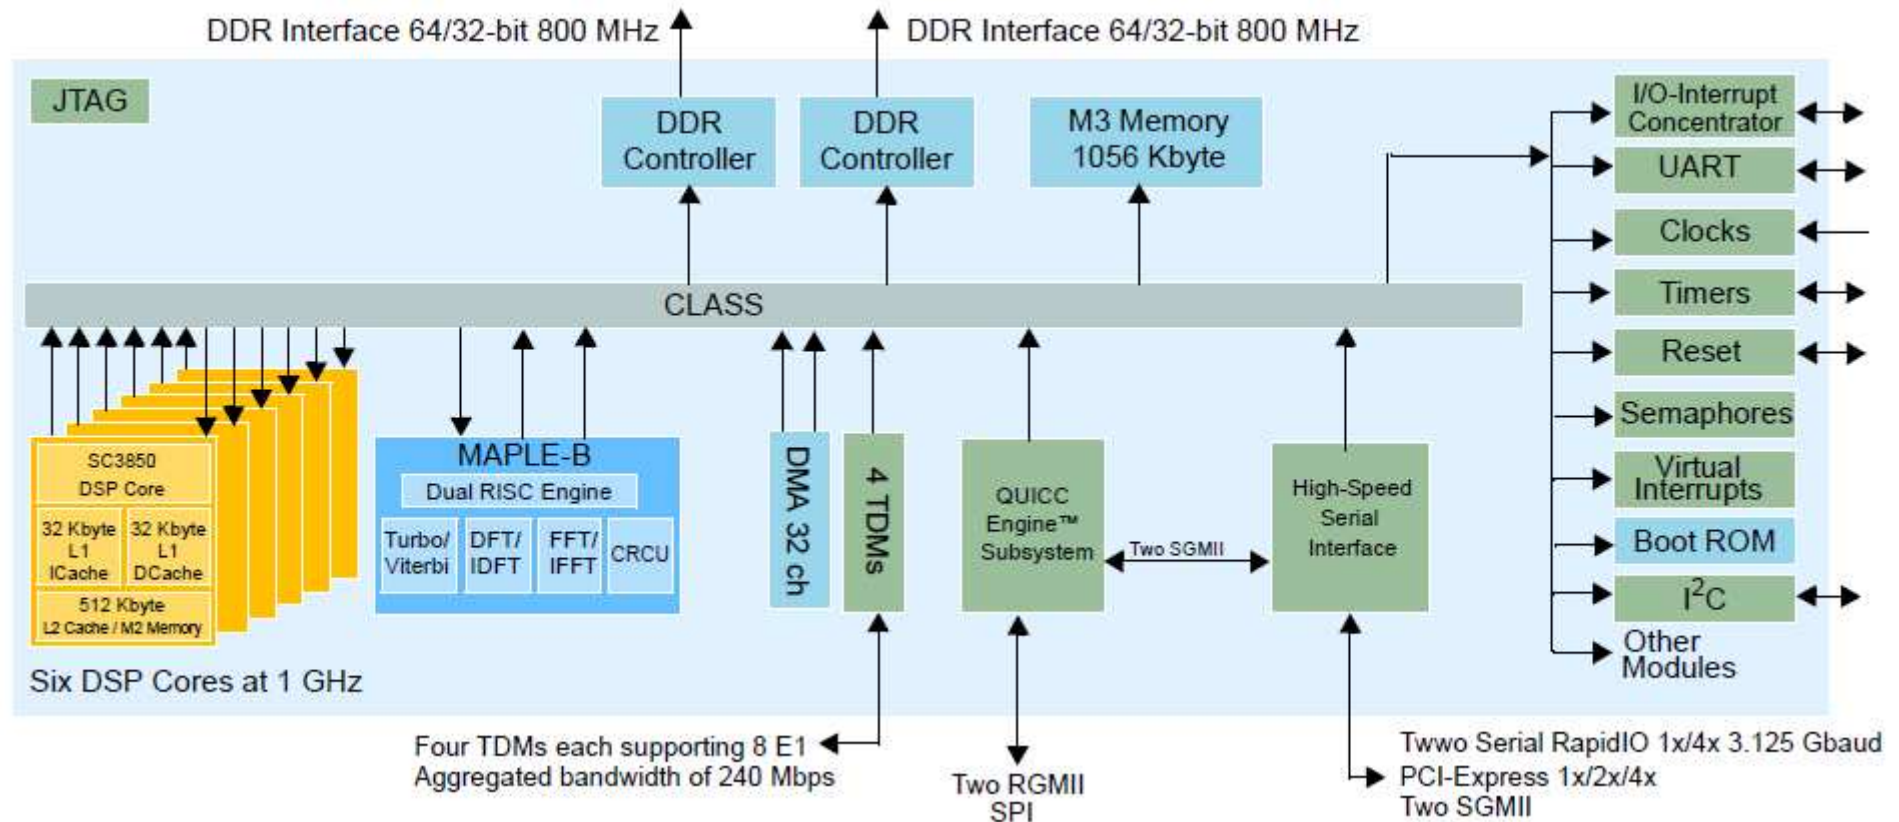 DDR Interface 64/32-bit 800 MHz
DDR Interface 64/32-bit 800 MHz
JTAG
DDR
Controller
DDR
Controller
M3 Memory
1056 Kbyte
I/O-Interrupt
Concentrator
UART
Clocks
Timers
Reset
Semaphores
Virtual
Interrupts
Boot ROM
I²C
Other
Modules
CLASS
SC3850
DSP Core
32 Kbyte
L1
ICache
32 Kbyte
L1
DCache
512 Kbyte
L2 Cache / M2 Memory
Six DSP Cores at 1 GHz
MAPLE-B
Dual RISC Engine
Turbo/
Viterbi
DFT/
IDFT
FFT/
IFFT
CRCU
DMA 32 ch
4 TDMs
QUICC
Engine™
Subsystem
Two SGMII
High-Speed
Serial
Interface
Four TDMs each supporting 8 E1
Aggregated bandwidth of 240 Mbps
Two RGMII
SPI
Twwo Serial RapidIO 1x/4x 3.125 Gbaud
PCI-Express 1x/2x/4x
Two SGMII